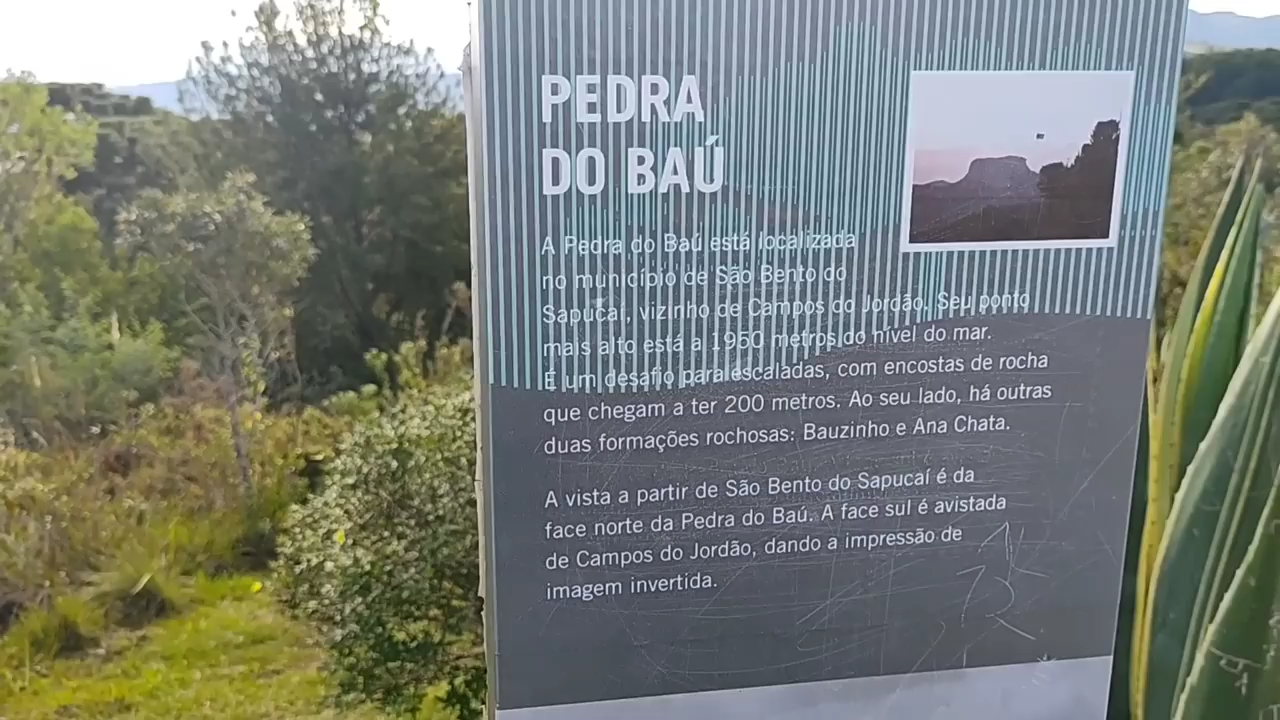 PEDRA
DO BAÚ
A Pedra do Baú está localizada
no município de São Bento do
Sapucaí, vizinho de Campos do Jordão. Seu ponto
mais alto está a 1950 metros do nível do mar.
É um desafio para escaladas, com encostas de rocha
que chegam a ter 200 metros. Ao seu lado, há outras
duas formações rochosas: Bauzinho e Ana Chata.
A vista a partir de São Bento do Sapucaí é da
face norte da Pedra do Baú. A face sul é avistada
de Campos do Jordão, dando a impressão de
imagem invertida.